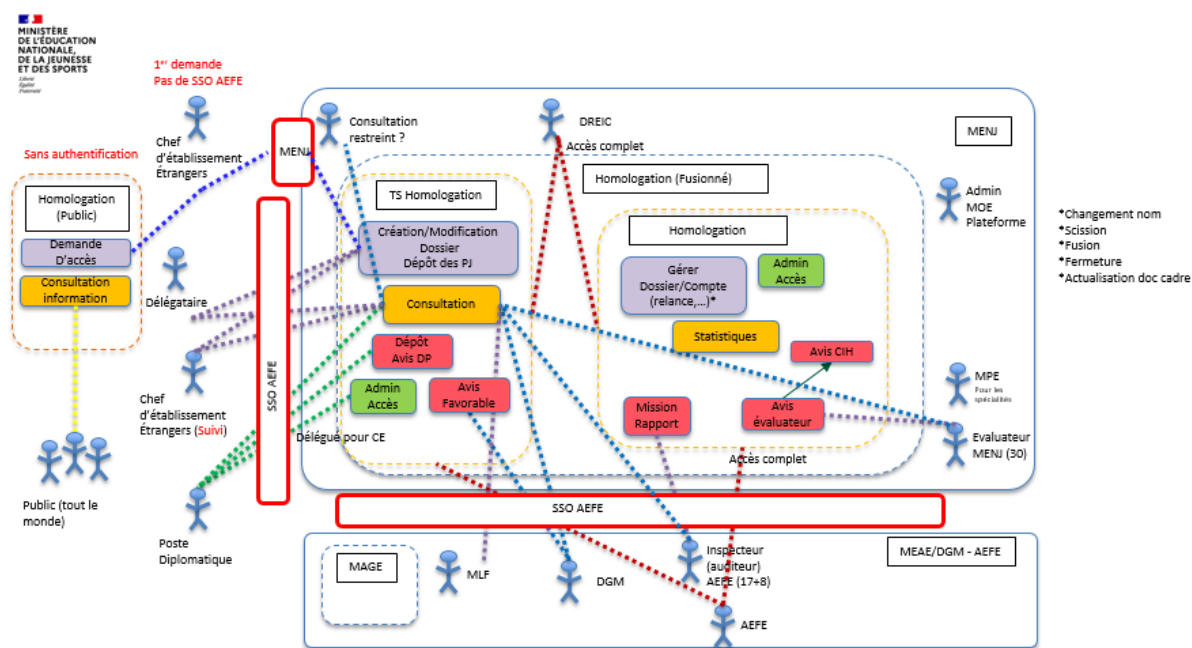 MINISTÈRE
DE L'ÉDUCATION
NATIONALE,
DE LA JEUNESSE
ET DES SPORTS
Liberté
Égalité
Fraternité
1er demande
Pas de SSO AEFE
Chef
d'établissement
Étrangers
Sans authentification
Homologation
(Public)
Demande
D'accès
Consultation
information
Public (tout le
monde)
Délégataire
Chef
d'établissement
Étrangers (Suivi)
Poste
Diplomatique
MENJ
SSO AEFE
Consultation
restreint ?
DREIC
Accès complet
MENJ
Homologation (Fusionné)
TS Homologation
Création/Modification
Dossier
Dépôt des PJ
Consultation
Dépôt
Avis DP
Admin
Accès
Avis
Favorable
Délégué pour CE
Homologation
Gérer
Dossier/Compte
(relance,...)*
Admin
Accès
Statistiques
Avis CIH
Mission
Rapport
Avis
évaluateur
Accès complet
Admin
MOE
Plateforme
MPE
Pour les
spécialités
Evaluateur
MENJ (30)
*Changement nom
*Scission
*Fusion
*Fermeture
*Actualisation doc cadre
SSO AEFE
MAGE
MLF
DGM
Inspecteur
(auditeur)
AEFE (17+8)
AEFE
MEAE/DGM - AEFE